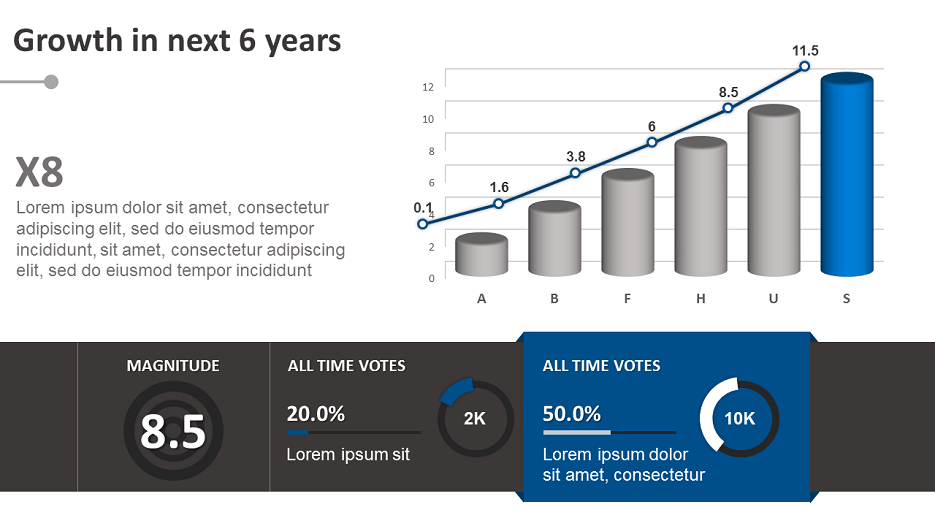 Growth in next 6 years
X8
Lorem ipsum dolor sit amet, consectetur
adipiscing elit, sed do eiusmod tempor
incididunt, sit amet, consectetur adipiscing
elit, sed do eiusmod tempor incididunt
12
10
8
6
4
2
0
0.1
1.6
3.8
6
8.5
11.5
A B F H U S
MAGNITUDE
8.5
ALL TIME VOTES
20.0%
2K
Lorem ipsum sit
ALL TIME VOTES
50.0%
10K
Lorem ipsum dolor
sit amet, consectetur